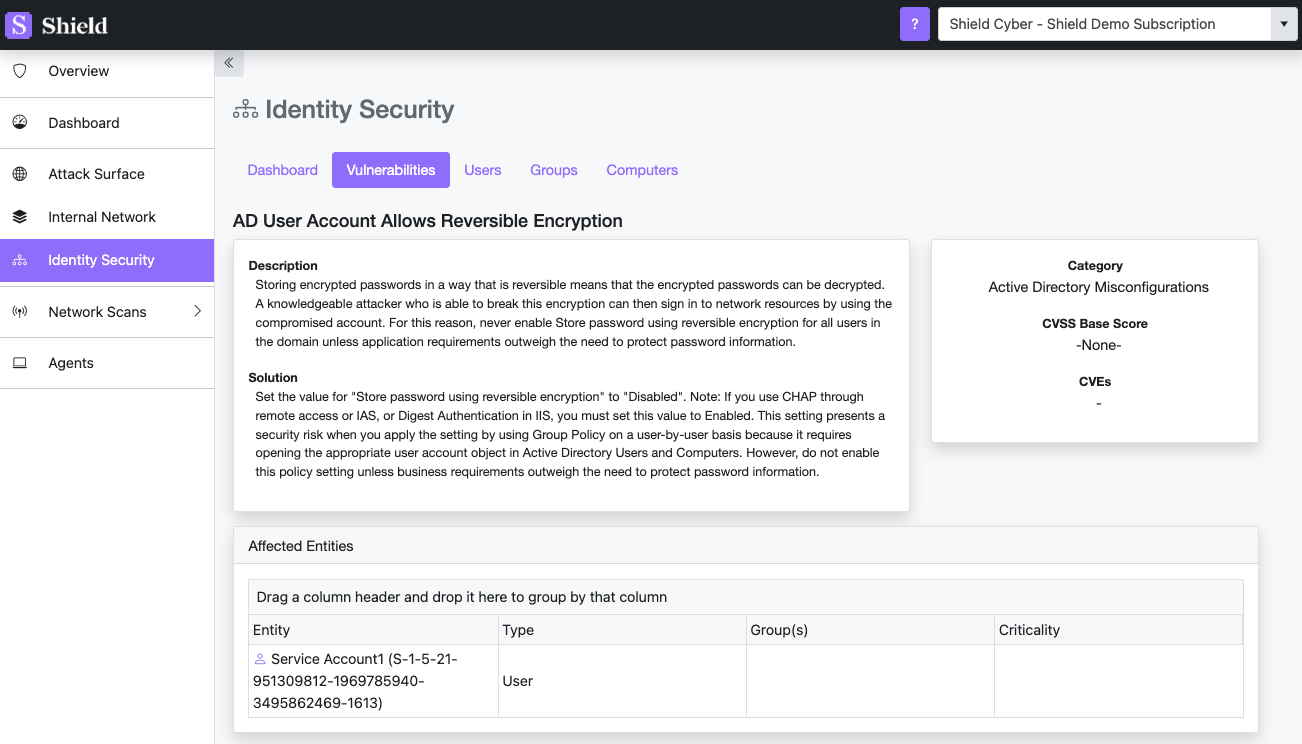 S Shield
?
Shield Cyber - Shield Demo Subscription
Overview
Dashboard
Attack Surface
Internal Network
Identity Security
Network Scans
Agents
Identity Security
Dashboard Vulnerabilities Users Groups Computers
AD User Account Allows Reversible Encryption
Description
Storing encrypted passwords in a way that is reversible means that the encrypted passwords can be decrypted.
A knowledgeable attacker who is able to break this encryption can then sign in to network resources by using the
compromised account. For this reason, never enable Store password using reversible encryption for all users in
the domain unless application requirements outweigh the need to protect password information.
Solution
Set the value for "Store password using reversible encryption" to "Disabled". Note: If you use CHAP through
remote access or IAS, or Digest Authentication in IIS, you must set this value to Enabled. This setting presents a
security risk when you apply the setting by using Group Policy on a user-by-user basis because it requires
opening the appropriate user account object in Active Directory Users and Computers. However, do not enable
this policy setting unless business requirements outweigh the need to protect password information.
Category
Active Directory Misconfigurations
CVSS Base Score
-None-
CVEs
-
Affected Entities
Drag a column header and drop it here to group by that column
Entity Type Group(s) Criticality
Service Account1 (S-1-5-21-
951309812-1969785940-
3495862469-1613)
User